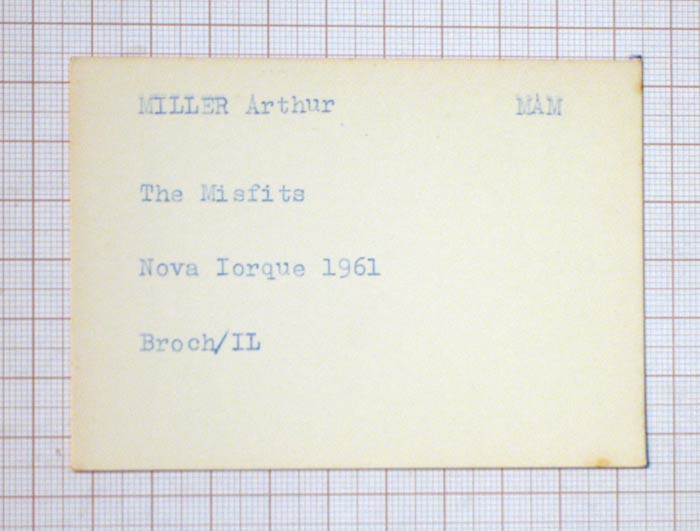 MILLER Arthur MAM
The Misfits
Nova Iorque 1961
Broch/IL